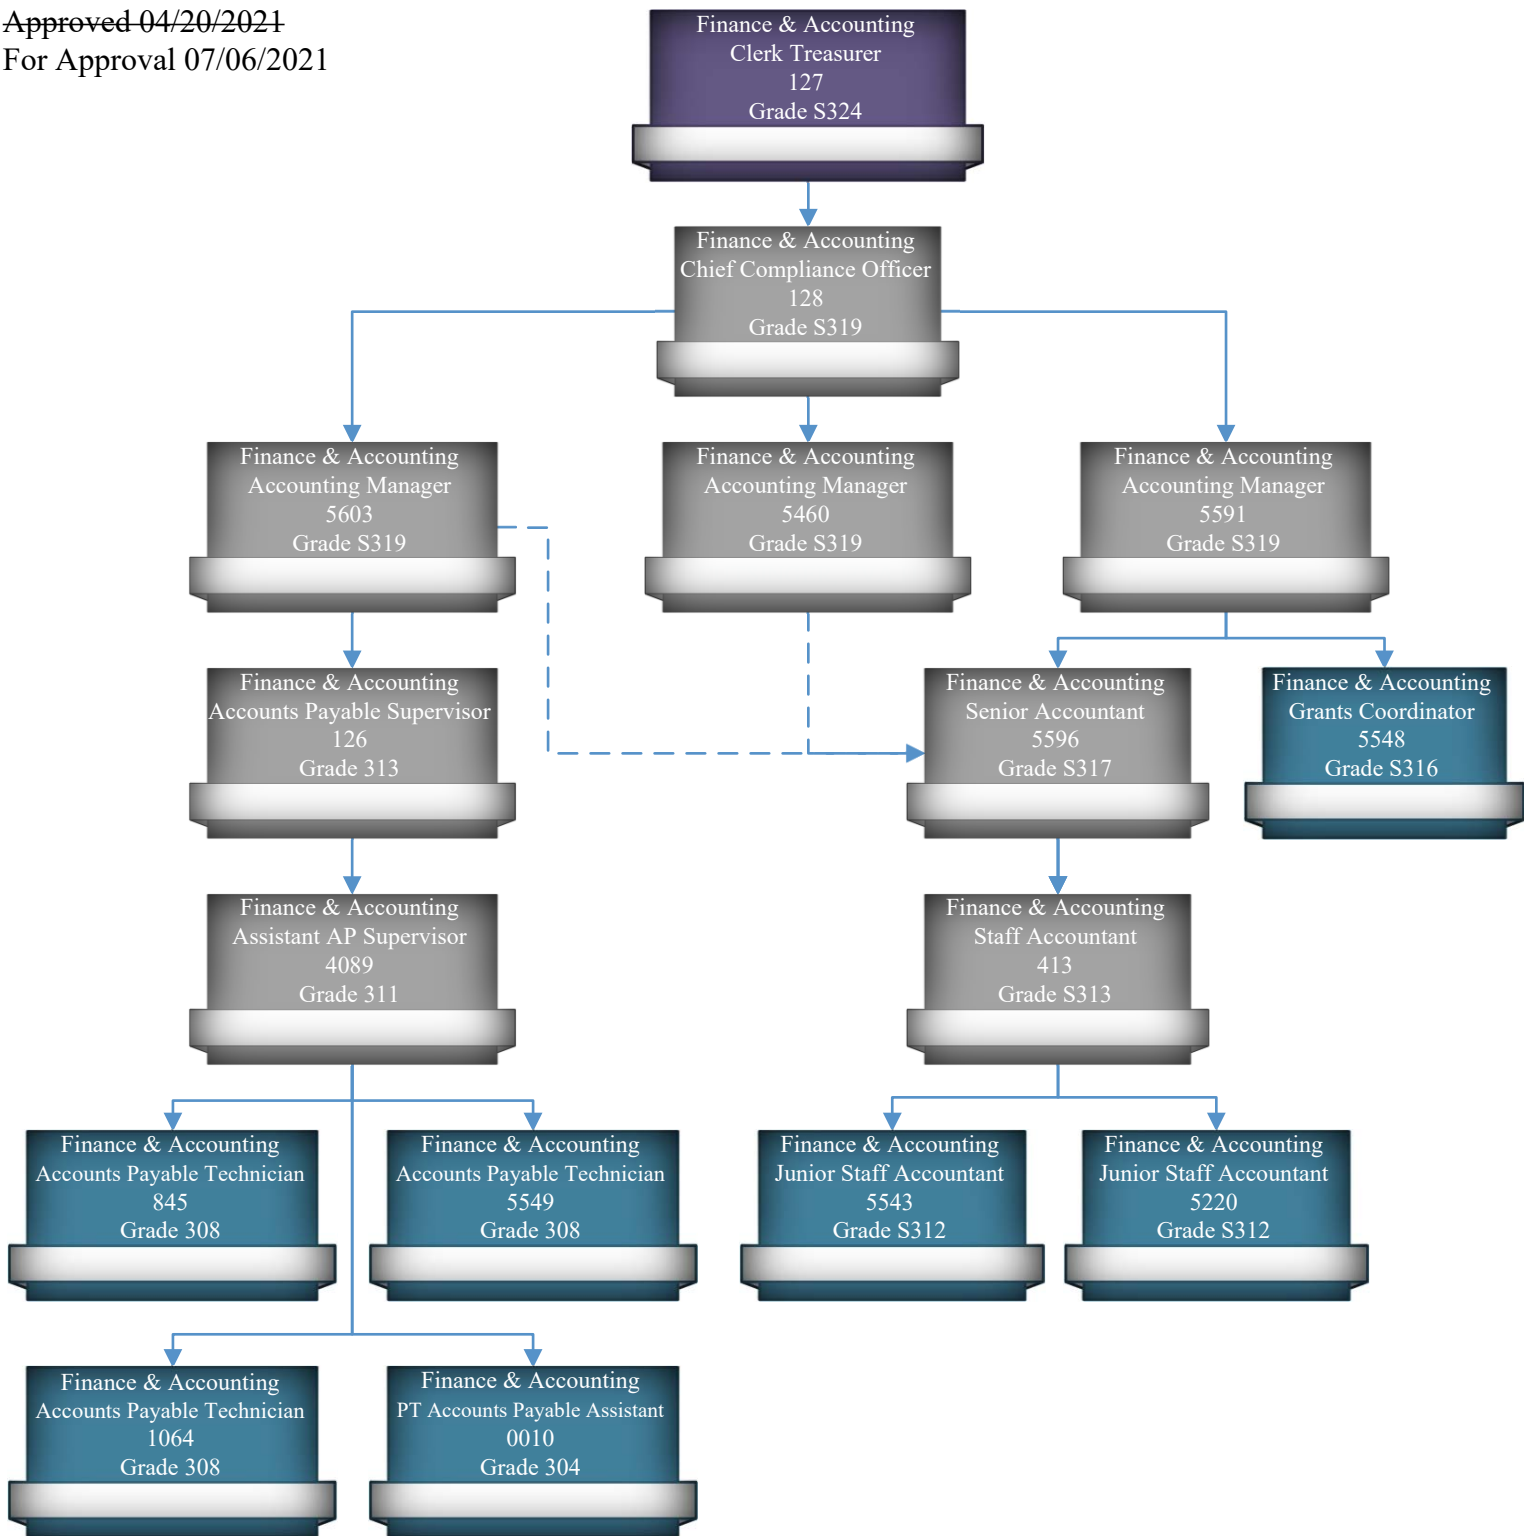 Approved 04/20/2021
For Approval 07/06/2021
Finance & Accounting
Clerk Treasurer
127
Grade S324
Finance & Accounting
Chief Compliance Officer
128
Grade S319
Finance & Accounting
Accounting Manager
5603
Grade S319
Finance & Accounting
Accounting Manager
5460
Grade S319
Finance & Accounting
Accounting Manager
5591
Grade S319
Finance & Accounting
Accounts Payable Supervisor
126
Grade 313
Finance & Accounting
Senior Accountant
5596
Grade S317
Finance & Accounting
Grants Coordinator
5548
Grade S316
Finance & Accounting
Assistant AP Supervisor
4089
Grade 311
Finance & Accounting
Staff Accountant
413
Grade S313
Finance & Accounting
Accounts Payable Technician
845
Grade 308
Finance & Accounting
Accounts Payable Technician
5549
Grade 308
Finance & Accounting
Junior Staff Accountant
5543
Grade S312
Finance & Accounting
Junior Staff Accountant
5220
Grade S312
Finance & Accounting
Accounts Payable Technician
1064
Grade 308
Finance & Accounting
PT Accounts Payable Assistant
0010
Grade 304